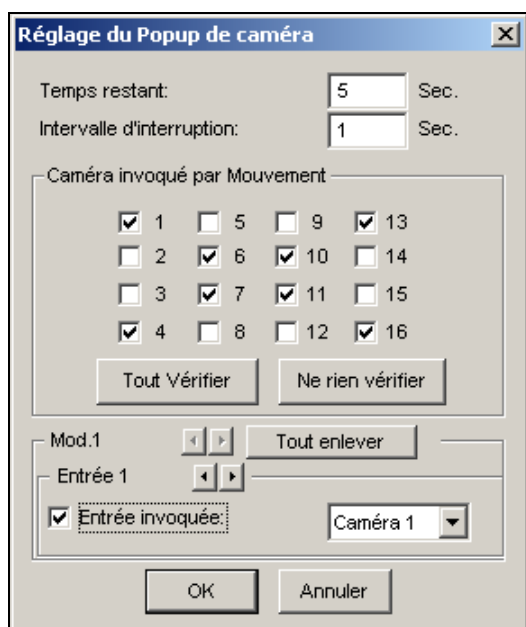 Réglage du Popup de caméra
Temps restant: 5 Sec.
Intervalle d'interruption: 1 Sec.
Caméra invoqué par Mouvement
1 5 9 13
2 6 10 14
3 7 11 15
4 8 12 16
Tout Vérifier Ne rien vérifier
Mod.1 Tout enlever
Entrée 1
Entrée invoquée: Caméra 1
OK Annuler